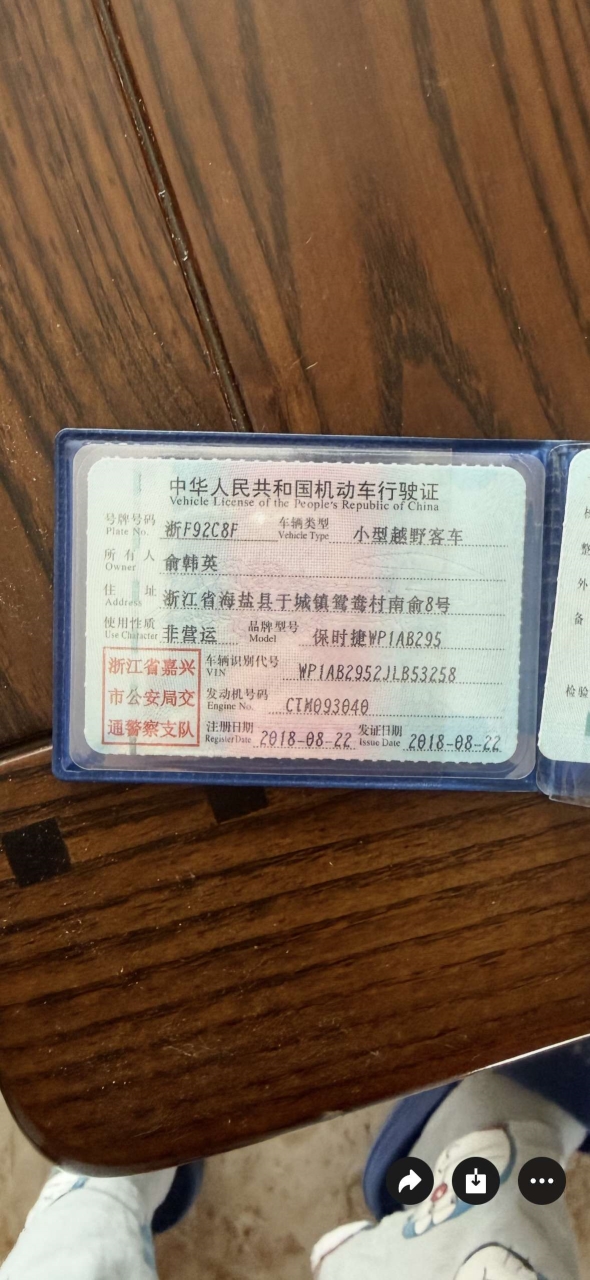 中华人民共和国机动车行驶证
Vehicle License of the People's Republic of China
号牌号码 浙F92C8F 车辆类型 小型越野客车
Plate No. Vehicle Type
所有人 俞韩英
Owner
住址 浙江省海盐县于城镇鸳鸯村南俞8号
Address
使用性质 非营运 品牌型号 保时捷WP1AB295
Use Character Model
浙江省嘉兴
市公安局交
通警察支队
车辆识别代号 WP1AB2952JLB53258
VIN
发动机号码 CTM093040
Engine No.
注册日期 2018-08-22 发证日期 2018-08-22
Register Date Issue Date
整
外
备
检验